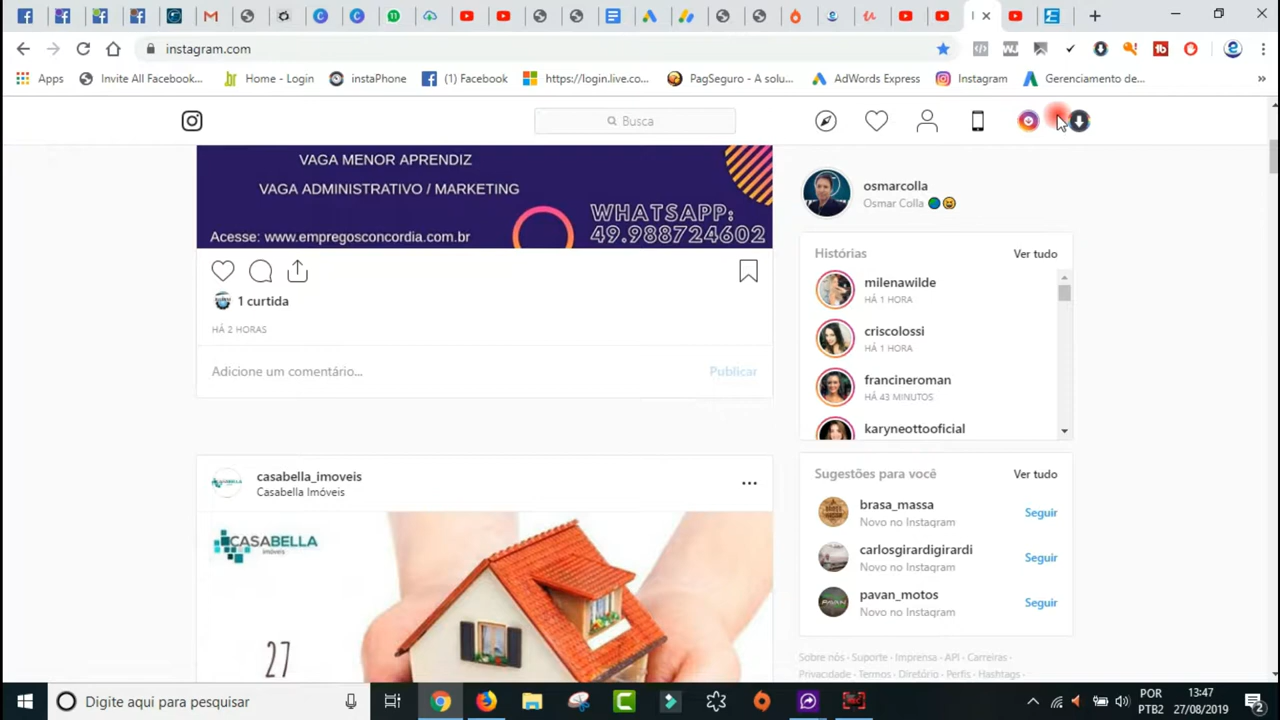 instagram.com
Apps
Invite All Facebook...
Home - Login
instaPhone
(1) Facebook
https://login.live.co...
PagSeguro - A solu...
AdWords Express
Instagram
Gerenciamento de...
»
Busca
VAGA MENOR APRENDIZ
VAGA ADMINISTRATIVO / MARKETING
WHATSAPP:
49.988724602
Acesse: www.empregosconcordia.com.br
1 curtida
HÁ 2 HORAS
Adicione um comentário...
Publicar
casabella_imoveis
Casabella Imóveis
CASABELLA
imóveis
27
osmarcolla
Osmar Colla
Histórias
Ver tudo
milenawilde
HÁ 1 HORA
criscolossi
HÁ 1 HORA
francineroman
HÁ 43 MINUTOS
karyneottooficial
Sugestões para você
Ver tudo
brasa_massa
Novo no Instagram
Seguir
carlosgirardigirardi
Novo no Instagram
Seguir
pavan_motos
Novo no Instagram
Seguir
Sobre nós · Suporte · Imprensa · API · Carreiras ·
Privacidade · Termos · Diretório · Perfis · Hashtags ·
Digite aqui para pesquisar
POR
PTB2
13:47
27/08/2019
2